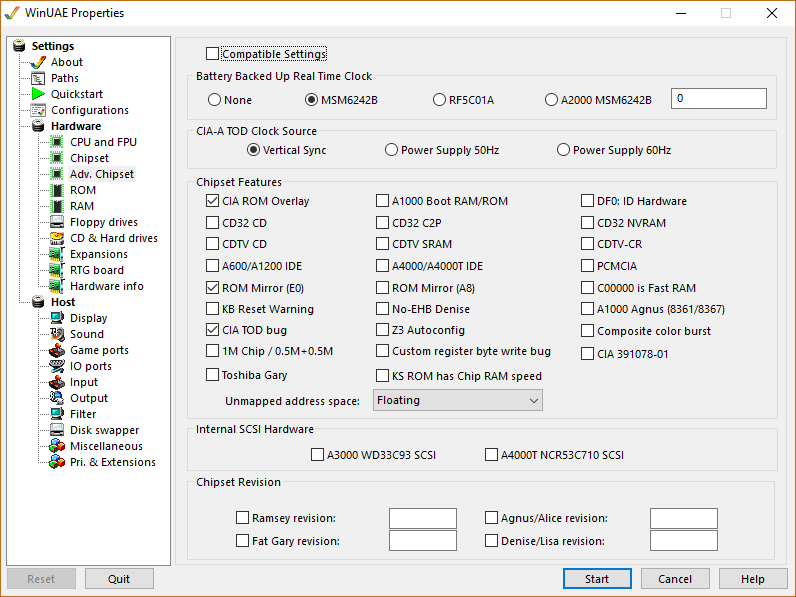 WinUAE Properties
Settings
About
Paths
Quickstart
Configurations
Hardware
CPU and FPU
Chipset
Adv. Chipset
ROM
RAM
Floppy drives
CD & Hard drives
Expansions
RTG board
Hardware info
Host
Display
Sound
Game ports
IO ports
Input
Output
Filter
Disk swapper
Miscellaneous
Pri. & Extensions
Compatible Settings
Battery Backed Up Real Time Clock
None MSM6242B RF5C01A A2000 MSM6242B 0
CIA-A TOD Clock Source
Vertical Sync Power Supply 50Hz Power Supply 60Hz
Chipset Features
CIA ROM Overlay A1000 Boot RAM/ROM DF0: ID Hardware
CD32 CD CD32 C2P CD32 NVRAM
CDTV CD CDTV SRAM CDTV-CR
A600/A1200 IDE A4000/A4000T IDE PCMCIA
ROM Mirror (E0) ROM Mirror (A8) C00000 is Fast RAM
KB Reset Warning No-EHB Denise A1000 Agnus (8361/8367)
CIA TOD bug Z3 Autoconfig Composite color burst
1M Chip / 0.5M+0.5M Custom register byte write bug CIA 391078-01
Toshiba Gary KS ROM has Chip RAM speed
Unmapped address space: Floating
Internal SCSI Hardware
A3000 WD33C93 SCSI A4000T NCR53C710 SCSI
Chipset Revision
Ramsey revision: Agnus/Alice revision:
Fat Gary revision: Denise/Lisa revision:
Reset Quit Start Cancel Help